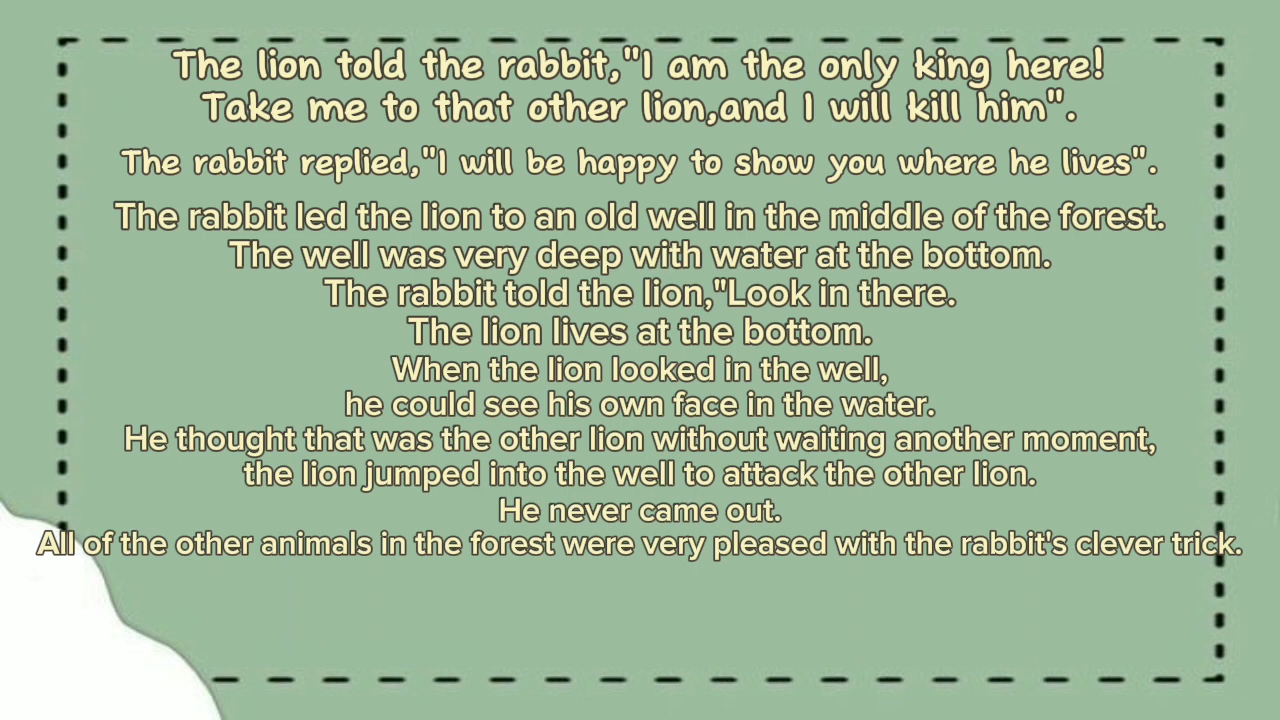 The lion told the rabbit,"I am the only king here!
Take me to that other lion,and I will kill him".
The rabbit replied,"I will be happy to show you where he lives".
The rabbit led the lion to an old well in the middle of the forest.
The well was very deep with water at the bottom.
The rabbit told the lion,"Look in there.
The lion lives at the bottom.
When the lion looked in the well,
he could see his own face in the water.
He thought that was the other lion without waiting another moment,
the lion jumped into the well to attack the other lion.
He never came out.
All of the other animals in the forest were very pleased with the rabbit's clever trick.